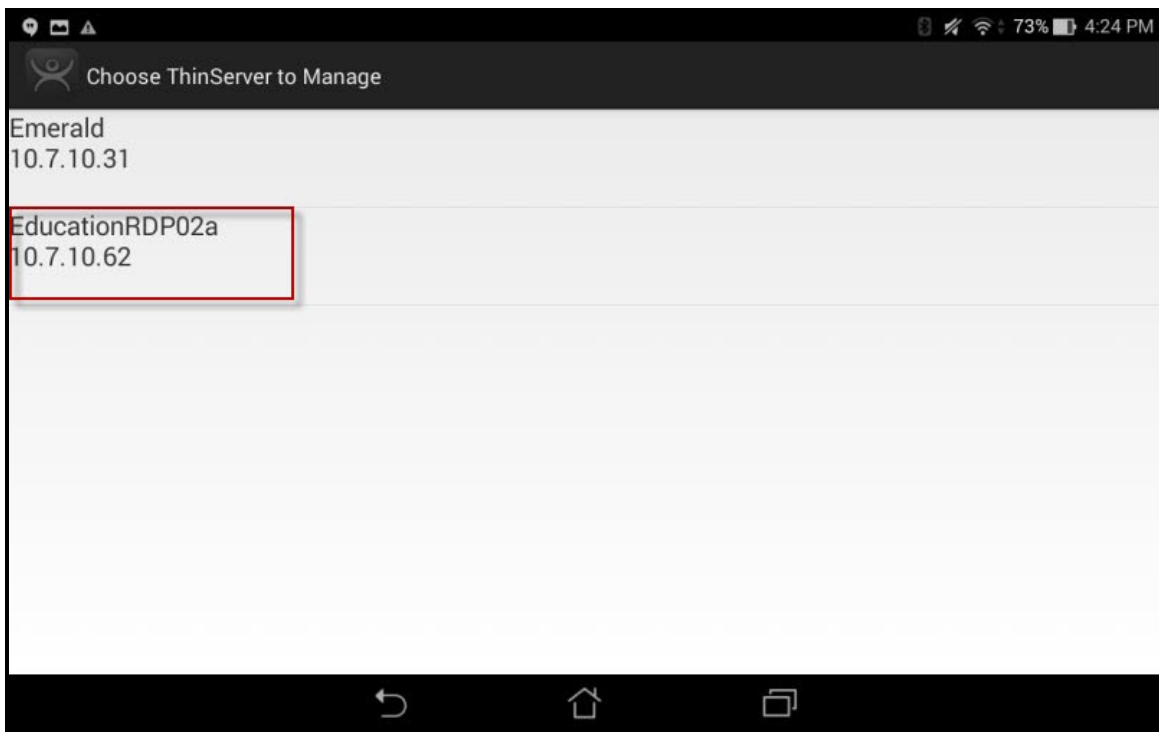 73% 4:24 PM
Choose ThinServer to Manage
Emerald
10.7.10.31
EducationRDP02a
10.7.10.62